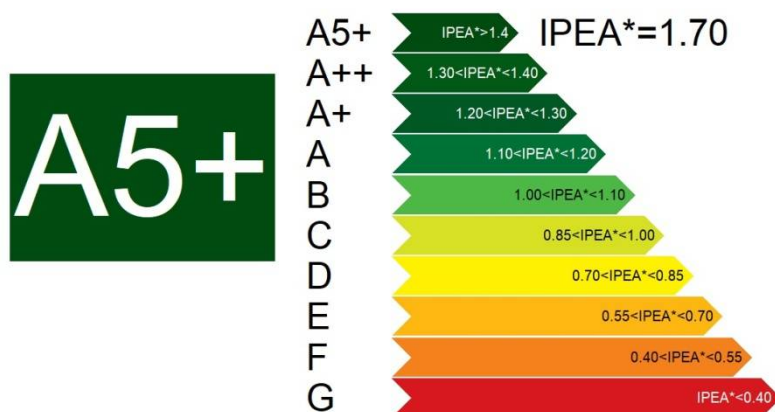 A5+
IPEA*=1.70
A5+ IPEA*>1.4
A++ 1.30<IPEA*<1.40
A+ 1.20<IPEA*<1.30
A 1.10<IPEA*<1.20
B 1.00<IPEA*<1.10
C 0.85<IPEA*<1.00
D 0.70<IPEA*<0.85
E 0.55<IPEA*<0.70
F 0.40<IPEA*<0.55
G IPEA*<0.40